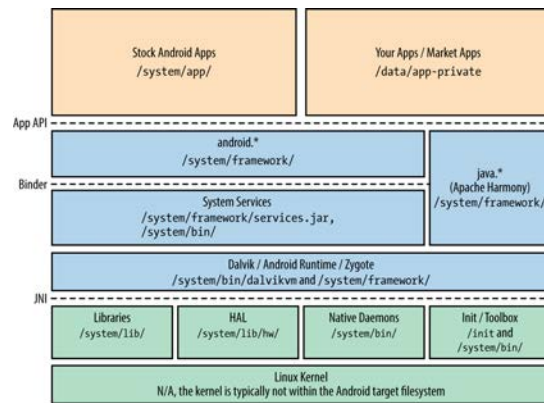 Stock Android Apps
/system/app/
Your Apps / Market Apps
/data/app-private
App API
android.*
/system/framework/
java.*
(Apache Harmony)
/system/framework/
Binder
System Services
/system/framework/services.jar,
/system/bin/
Dalvik / Android Runtime / Zygote
/system/bin/dalvikvm and /system/framework/
JNI
Libraries
/system/lib/
HAL
/system/lib/hw/
Native Daemons
/system/bin/
Init / Toolbox
/init and
/system/bin/
Linux Kernel
N/A, the kernel is typically not within the Android target filesystem